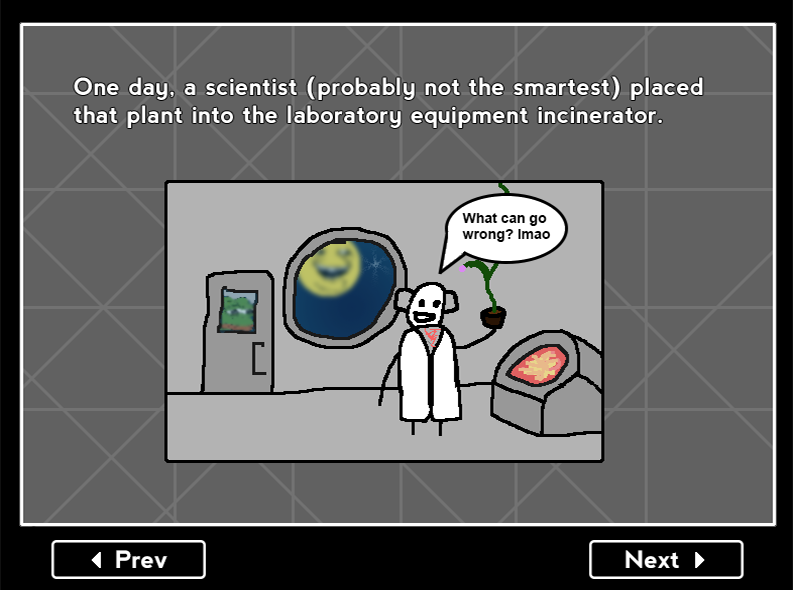 One day, a scientist (probably not the smartest) placed
that plant into the laboratory equipment incinerator.
What can go
wrong? lmao
Prev
Next